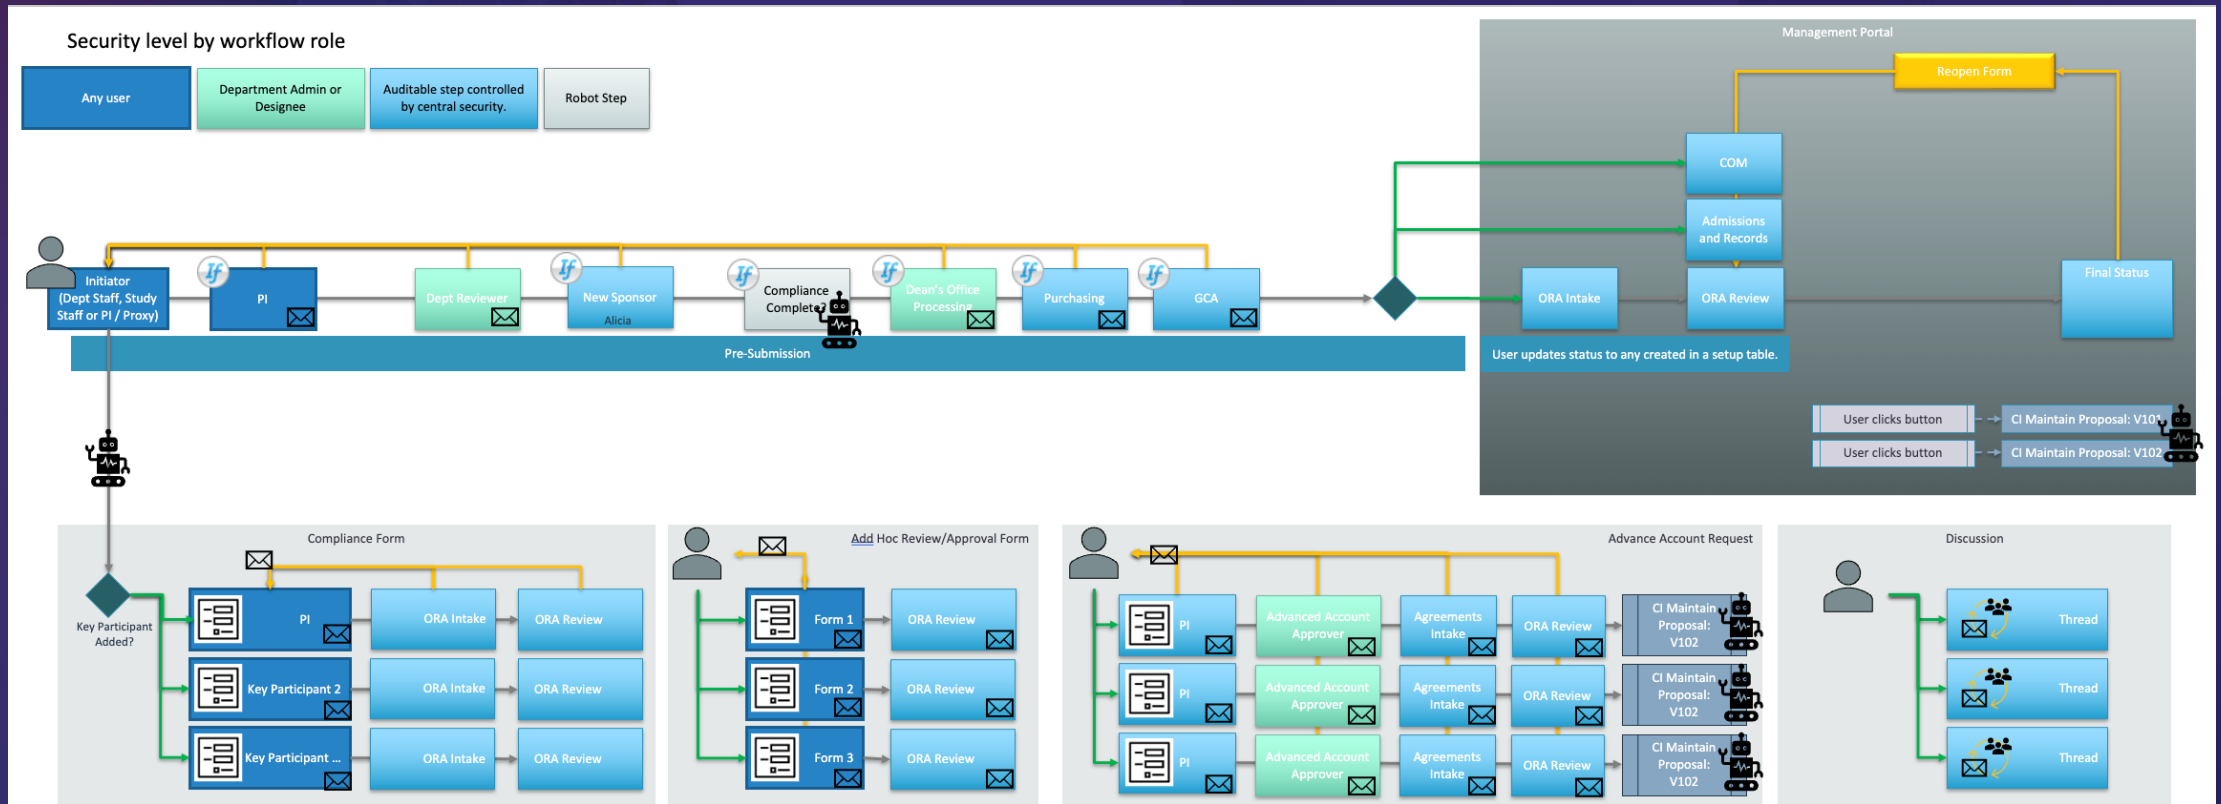 Security level by workflow role
Any user
Department Admin or
Designee
Auditable step controlled
by central security.
Robot Step
Management Portal
Reopen Form
COM
Admissions
and Records
If
If
If
If
If
If
Initiator
(Dept Staff, Study
Staff or PI / Proxy)
PI
Dept Reviewer
New Sponsor
Alicia
Compliance
Complete?
Dean's Office
Processing
Purchasing
GCA
ORA Intake
ORA Review
Final Status
Pre-Submission
User updates status to any created in a setup table.
User clicks button
CI Maintain Proposal: V101
User clicks button
CI Maintain Proposal: V102
Compliance Form
Key Participant
Added?
PI
ORA Intake
ORA Review
Key Participant 2
ORA Intake
ORA Review
Key Participant ...
ORA Intake
ORA Review
Add Hoc Review/Approval Form
Form 1
ORA Review
Form 2
ORA Review
Form 3
ORA Review
Advance Account Request
PI
Advanced Account
Approver
Agreements
Intake
ORA Review
CI Maintain
Proposal:
V102
PI
Advanced Account
Approver
Agreements
Intake
ORA Review
CI Maintain
Proposal:
V102
PI
Advanced Account
Approver
Agreements
Intake
ORA Review
CI Maintain
Proposal:
V102
Discussion
Thread
Thread
Thread